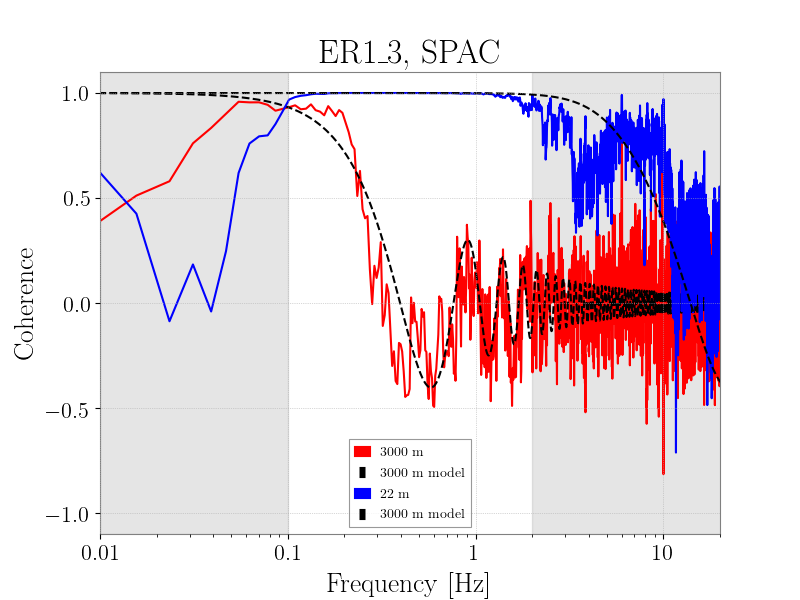 ER1_3, SPAC
Coherence
1.0
0.5
0.0
−0.5
−1.0
3000 m
3000 m model
22 m
3000 m model
0.01
0.1
1
10
Frequency [Hz]